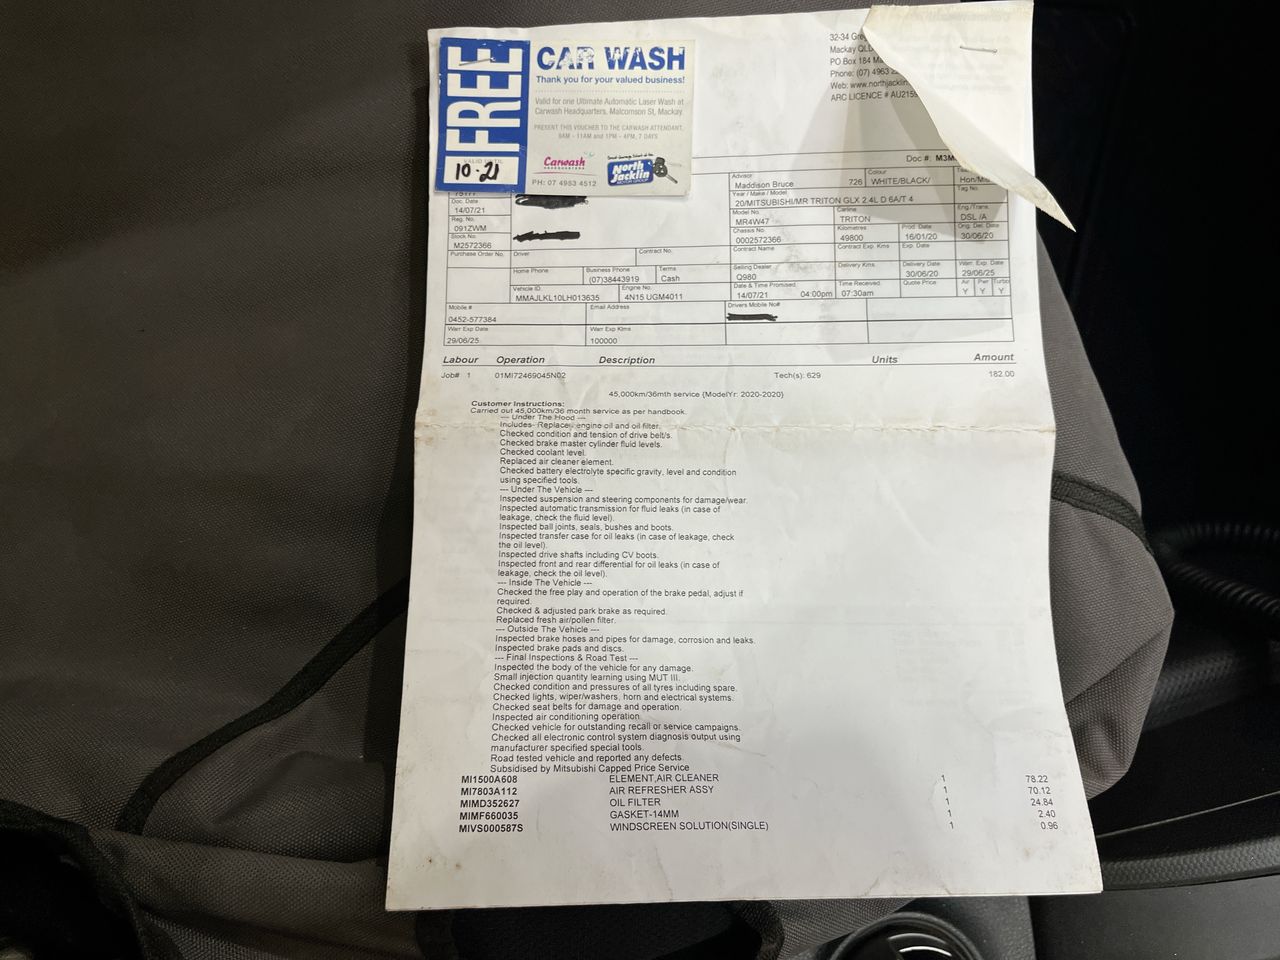 FREE
VALID UNTIL
10-21
CAR WASH
Thank you for your valued business!
Valid for one Ultimate Automatic Laser Wash at
Carwash Headquarters, Malcomson St, Mackay.
PRESENT THIS VOUCHER TO THE CARWASH ATTENDANT.
8AM - 11AM and 1PM - 4PM, 7 DAYS
Carwash
HEADQUARTERS
North Jacklin
MOTOR GROUP
PH: 07 4953 4512
32-34
Mackay QLD
PO Box 184
Phone: (07) 4963
Web: www.northjacklin
ARC LICENCE # AU2159
Doc #:
Advisor
Maddison Bruce 726
Colour
WHITE/BLACK/
Year / Make / Model
20/MITSUBISHI/MR TRITON GLX 2.4L D 6A/T 4
Tag No.
Doc. Date
14/07/21
Model No.
MR4W47
Carline
TRITON
Eng./Trans.
DSL /A
Reg. No.
091ZWM
Chassis No.
0002572366
Kilometres
49800
Prod. Date
16/01/20
Orig. Del. Date
30/06/20
Stock No.
M2572366
Purchase Order No.
Driver
Contract No.
Contract Name
Contract Exp. Kms
Exp. Date
Home Phone
Business Phone
(07)38443919
Terms
Cash
Selling Dealer
Q980
Delivery Kms.
Delivery Date
30/06/20
Warr. Exp. Date
29/06/25
Vehicle ID.
MMAJLKL10LH013635
Engine No.
4N15 UGM4011
Date & Time Promised
14/07/21 04:00pm
Time Received.
07:30am
Quote Price
Air Pwr Turbo
Y Y Y
Mobile #
0452-577384
Email Address
Drivers Mobile No#
Warr Exp Date
29/06/25
Warr Exp Klms
100000
Labour Operation Description Units Amount
Job# 1 01MI72469045N02 Tech(s): 629 182.00
45,000km/36mth service {ModelYr: 2020-2020}
Customer Instructions:
Carried out 45,000km/36 month service as per handbook.
--- Under The Hood ---
Includes- Replace, engine oil and oil filter.
Checked condition and tension of drive belt/s.
Checked brake master cylinder fluid levels.
Checked coolant level.
Replaced air cleaner element.
Checked battery electrolyte specific gravity, level and condition
using specified tools.
--- Under The Vehicle ---
Inspected suspension and steering components for damage/wear.
Inspected automatic transmission for fluid leaks (in case of
leakage, check the fluid level).
Inspected ball joints, seals, bushes and boots.
Inspected transfer case for oil leaks (in case of leakage, check
the oil level).
Inspected drive shafts including CV boots.
Inspected front and rear differential for oil leaks (in case of
leakage, check the oil level).
--- Inside The Vehicle ---
Checked the free play and operation of the brake pedal, adjust if
required.
Checked & adjusted park brake as required.
Replaced fresh air/pollen filter.
--- Outside The Vehicle ---
Inspected brake hoses and pipes for damage, corrosion and leaks.
Inspected brake pads and discs.
--- Final Inspections & Road Test ---
Inspected the body of the vehicle for any damage.
Small injection quantity learning using MUT III.
Checked condition and pressures of all tyres including spare.
Checked lights, wiper/washers, horn and electrical systems.
Checked seat belts for damage and operation.
Inspected air conditioning operation.
Checked vehicle for outstanding recall or service campaigns.
Checked all electronic control system diagnosis output using
manufacturer specified special tools.
Road tested vehicle and reported any defects.
Subsidised by Mitsubishi Capped Price Service
MI1500A608 ELEMENT,AIR CLEANER 1 78.22
MI7803A112 AIR REFRESHER ASSY 1 70.12
MIMD352627 OIL FILTER 1 24.84
MIMF660035 GASKET-14MM 1 2.40
MIVS000587S WINDSCREEN SOLUTION(SINGLE) 1 0.96